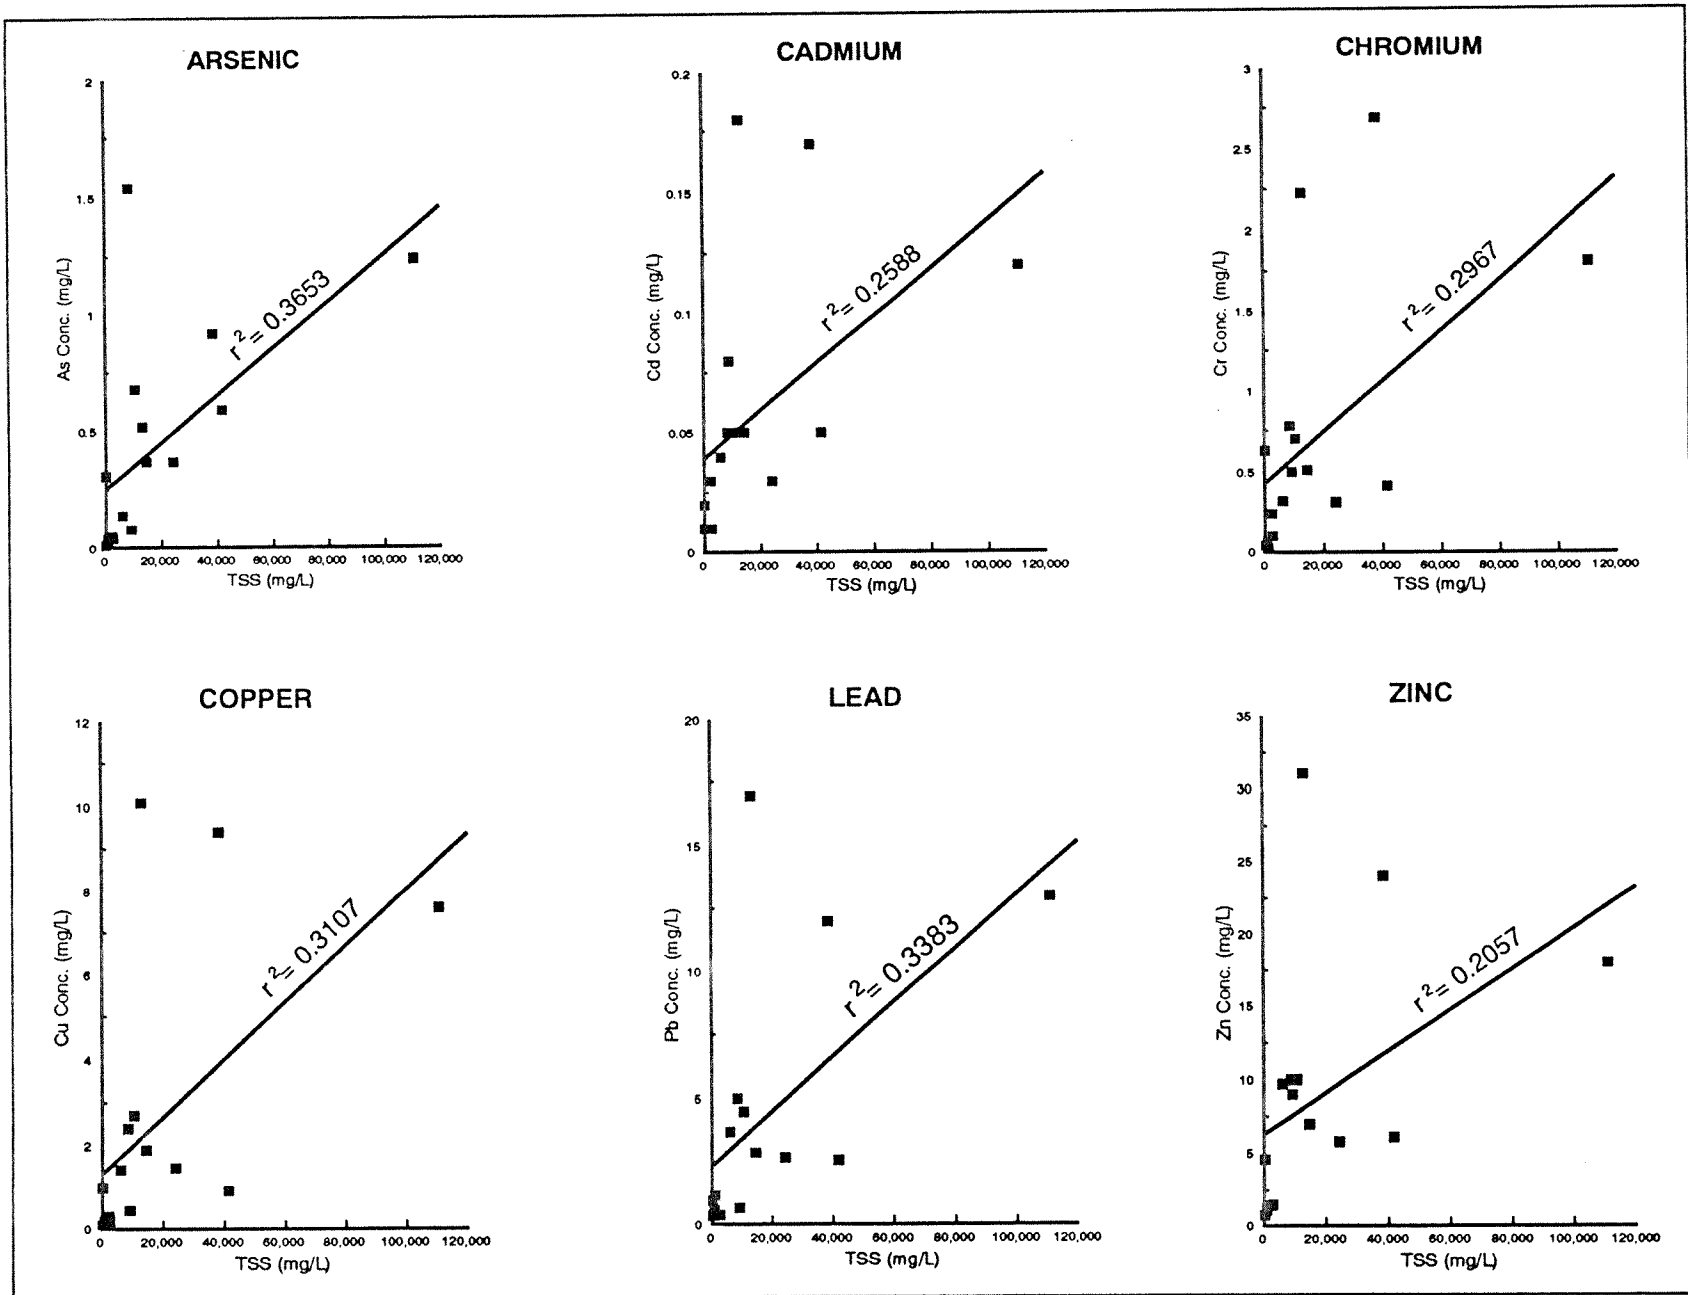 ARSENIC
2
1.5
1
0.5
0
As Conc. (mg/L)
r²= 0.3653
0 20,000 40,000 60,000 80,000 100,000 120,000
TSS (mg/L)
CADMIUM
0.2
0.15
0.1
0.05
0
Cd Conc. (mg/L)
r²= 0.2588
0 20,000 40,000 60,000 80,000 100,000 120,000
TSS (mg/L)
CHROMIUM
3
2.5
2
1.5
1
0.5
0
Cr Conc. (mg/L)
r²= 0.2967
0 20,000 40,000 60,000 80,000 100,000 120,000
TSS (mg/L)
COPPER
12
10
8
6
4
2
0
Cu Conc. (mg/L)
r²= 0.3107
0 20,000 40,000 60,000 80,000 100,000 120,000
TSS (mg/L)
LEAD
20
15
10
5
0
Pb Conc. (mg/L)
r²= 0.3383
0 20,000 40,000 60,000 80,000 100,000 120,000
TSS (mg/L)
ZINC
35
30
25
20
15
10
5
0
Zn Conc. (mg/L)
r²= 0.2057
0 20,000 40,000 60,000 80,000 100,000 120,000
TSS (mg/L)